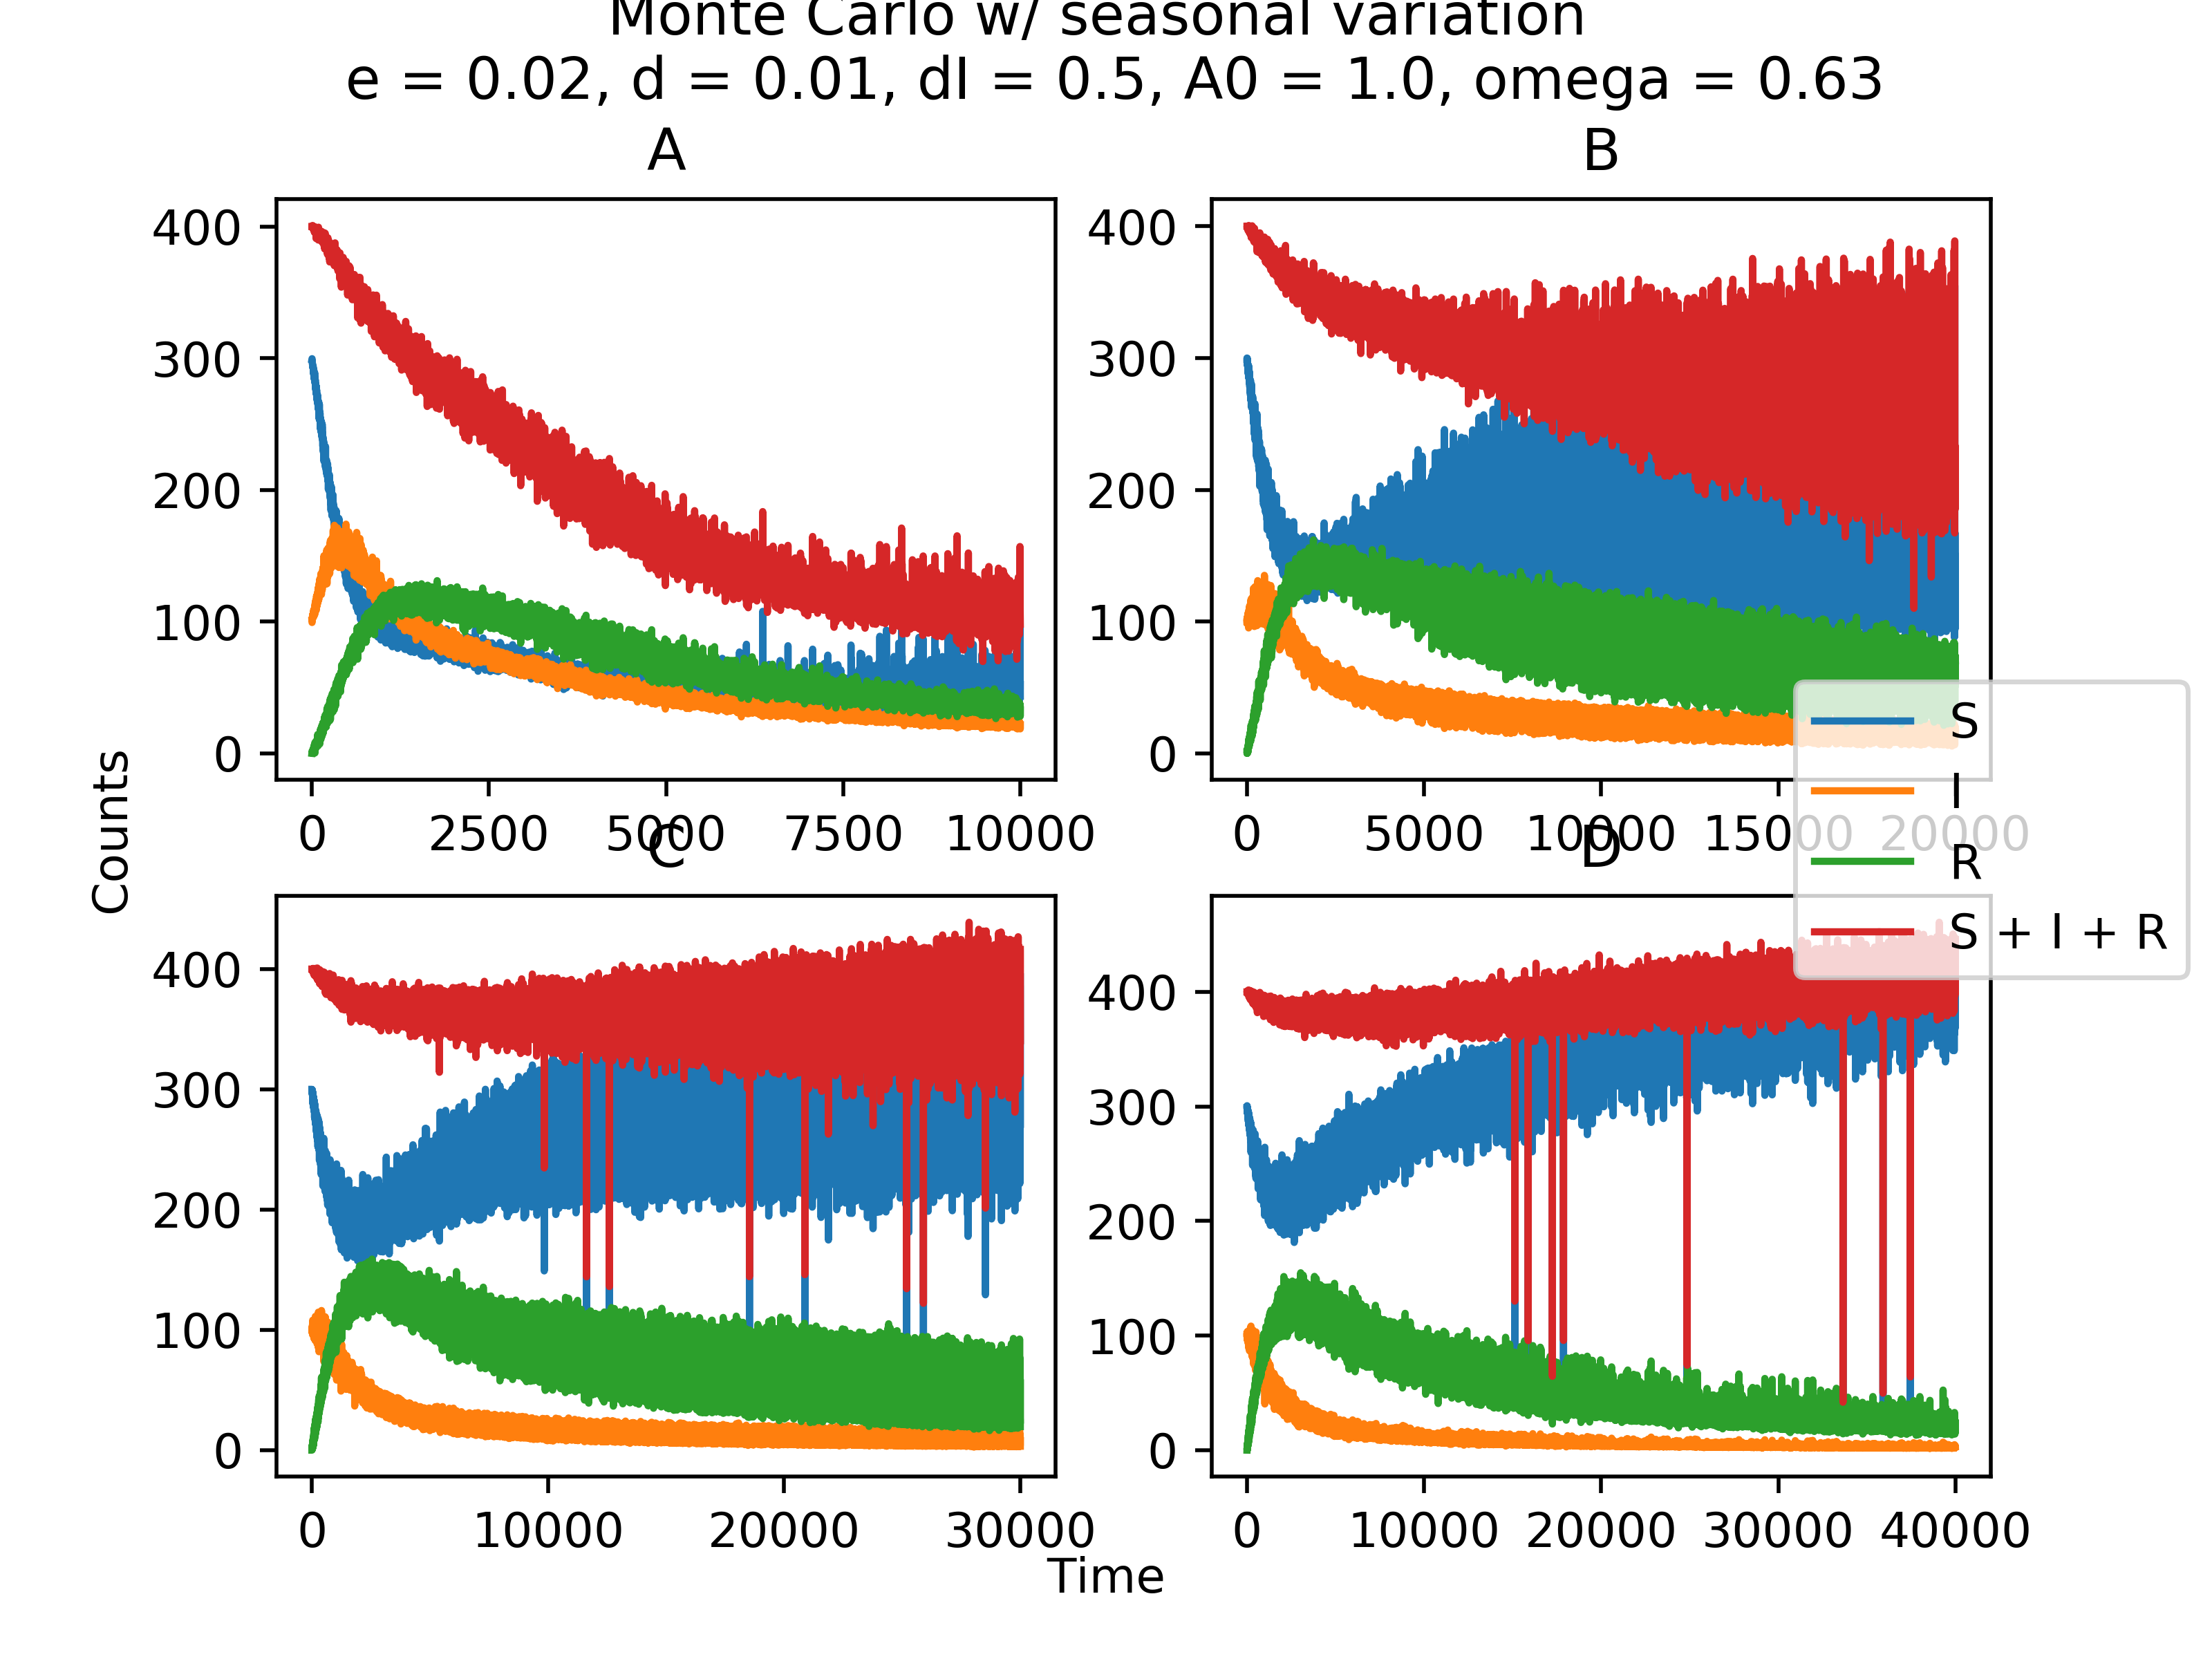 Monte Carlo w/ seasonal variation
e = 0.02, d = 0.01, dI = 0.5, A0 = 1.0, omega = 0.63
A
400
300
200
100
0
0 2500 5000 7500 10000
B
400
300
200
100
0
0 5000 10000 15000 20000
Counts
S
I
R
S + I + R
C
400
300
200
100
0
0 10000 20000 30000
D
400
300
200
100
0
0 10000 20000 30000 40000
Time